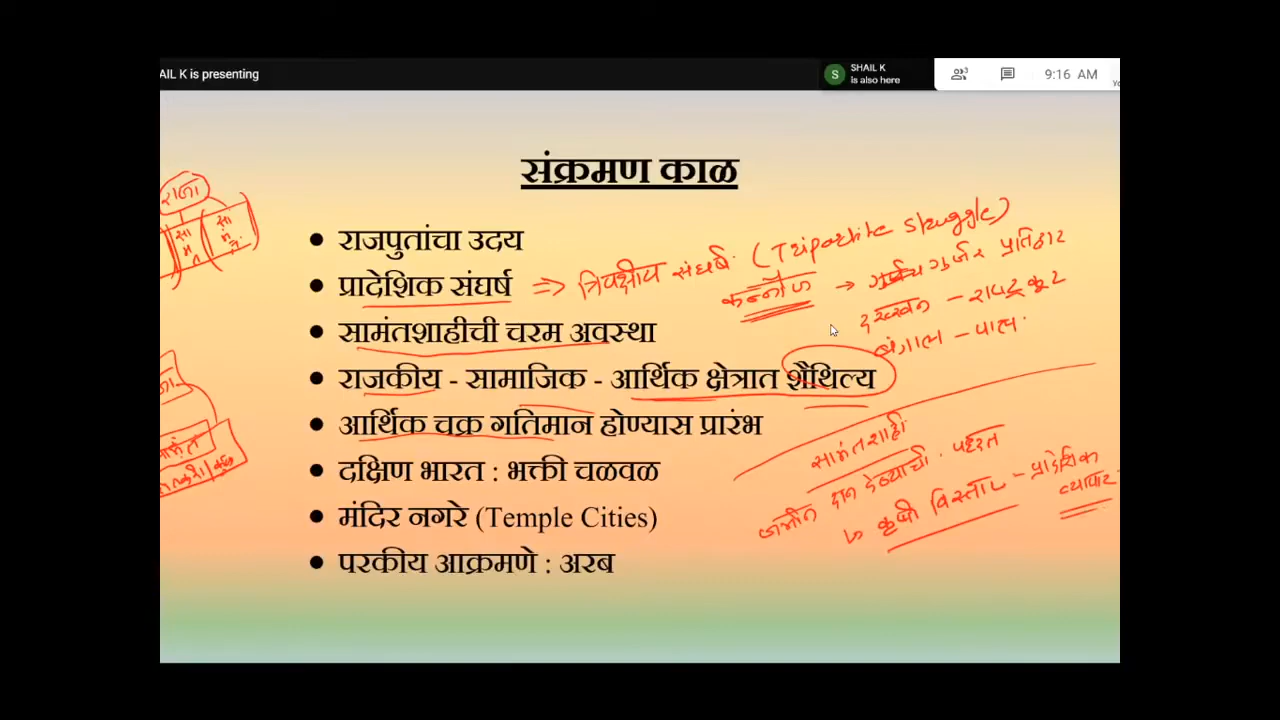 AIL K is presenting
S
SHAIL K
is also here
3
9:16 AM
संक्रमण काळ
राजा
सा
मं
त
सा
मं
त
• राजपुतांचा उदय
• प्रादेशिक संघर्ष ⇒ त्रिपक्षीय संघर्ष (Tripartite Struggle)
कन्नौज → गुर्जर प्रतिहार
दख्खन - राष्ट्रकूट
बंगाल - पाल
• सामंतशाहीची चरम अवस्था
• राजकीय - सामाजिक - आर्थिक क्षेत्रात शैथिल्य
• आर्थिक चक्र गतिमान होण्यास प्रारंभ
सामंतशाही
जमीन दान देण्याची पद्दत
↳ कृषी विस्तार - प्रादेशिक
व्यापार
• दक्षिण भारत : भक्ती चळवळ
• मंदिर नगरे (Temple Cities)
• परकीय आक्रमणे : अरब